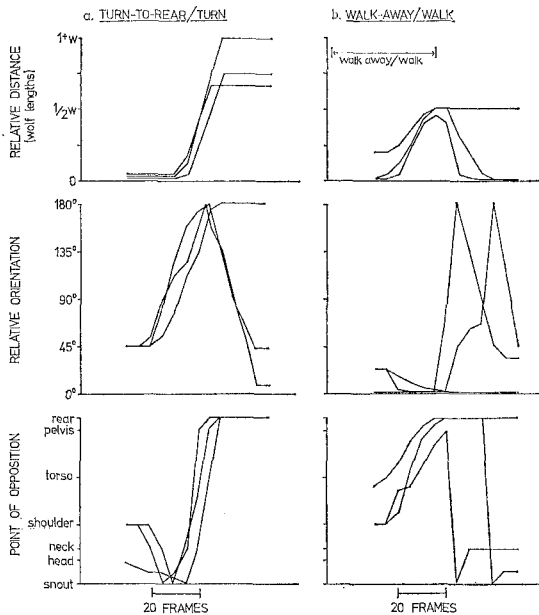 a. TURN-TO-REAR/TURN
b. WALK-AWAY/WALK
RELATIVE DISTANCE
[wolf lengths]
1+w
1/2w
0
walk away/walk
RELATIVE ORIENTATION
180°
135°
90°
45°
0°
POINT OF OPPOSITION
rear
pelvis
torso
shoulder
neck
head
snout
20 FRAMES
20 FRAMES